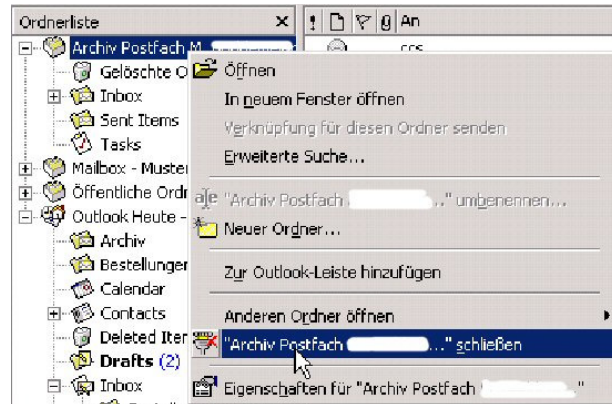 Ordnerliste
An
Archiv Postfach M
Gelöschte O
Inbox
Sent Items
Tasks
Mailbox - Muster
Öffentliche Ordr
Outlook Heute -
Archiv
Bestellunger
Calendar
Contacts
Deleted Iter
Drafts (2)
Inbox
Öffnen
In neuem Fenster öffnen
Verknüpfung für diesen Ordner senden
Erweiterte Suche...
"Archiv Postfach ..." umbenennen...
Neuer Ordner...
Zur Outlook-Leiste hinzufügen
Anderen Ordner öffnen
"Archiv Postfach ..." schließen
Eigenschaften für "Archiv Postfach ..."